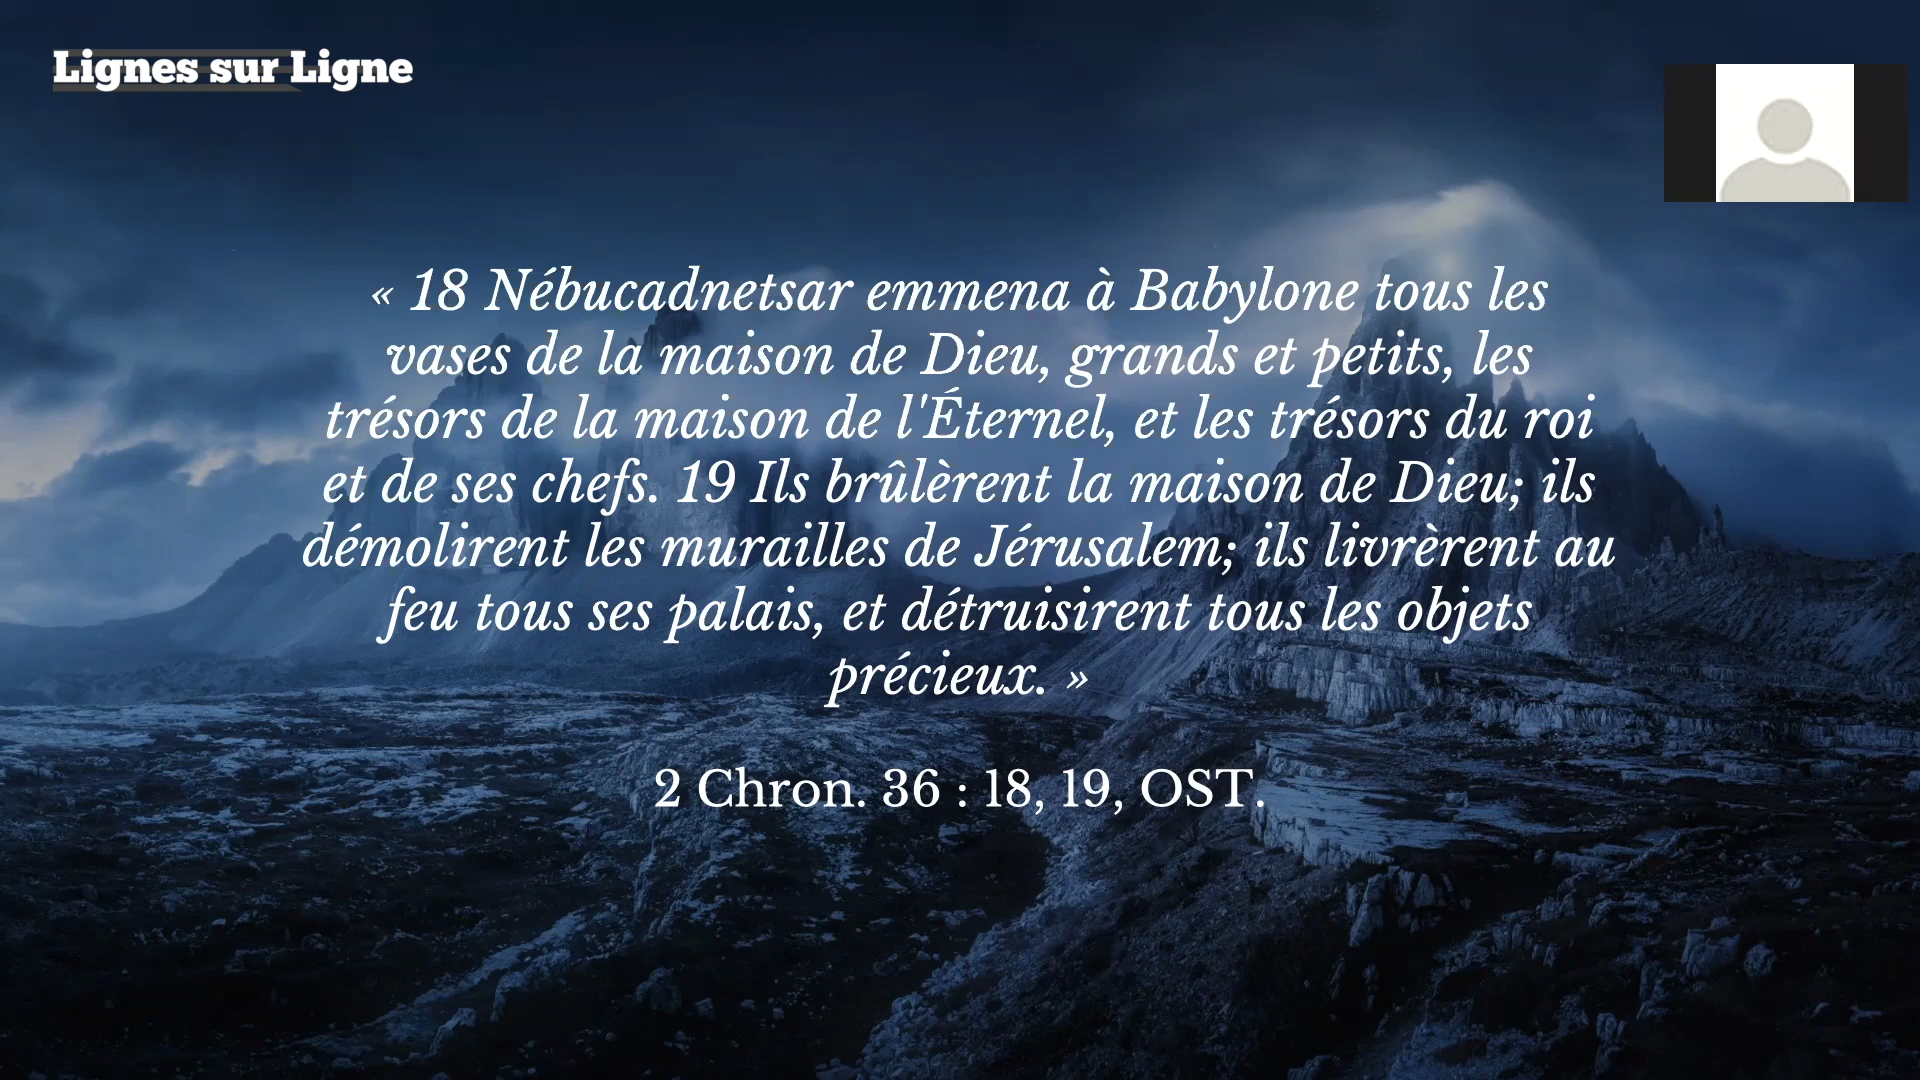 Lignes sur Ligne
« 18 Nébucadnetsar emmena à Babylone tous les
vases de la maison de Dieu, grands et petits, les
trésors de la maison de l'Éternel, et les trésors du roi
et de ses chefs. 19 Ils brûlèrent la maison de Dieu; ils
démolirent les murailles de Jérusalem; ils livrèrent au
feu tous ses palais, et détruisirent tous les objets
précieux. »
2 Chron. 36 : 18, 19, OST.